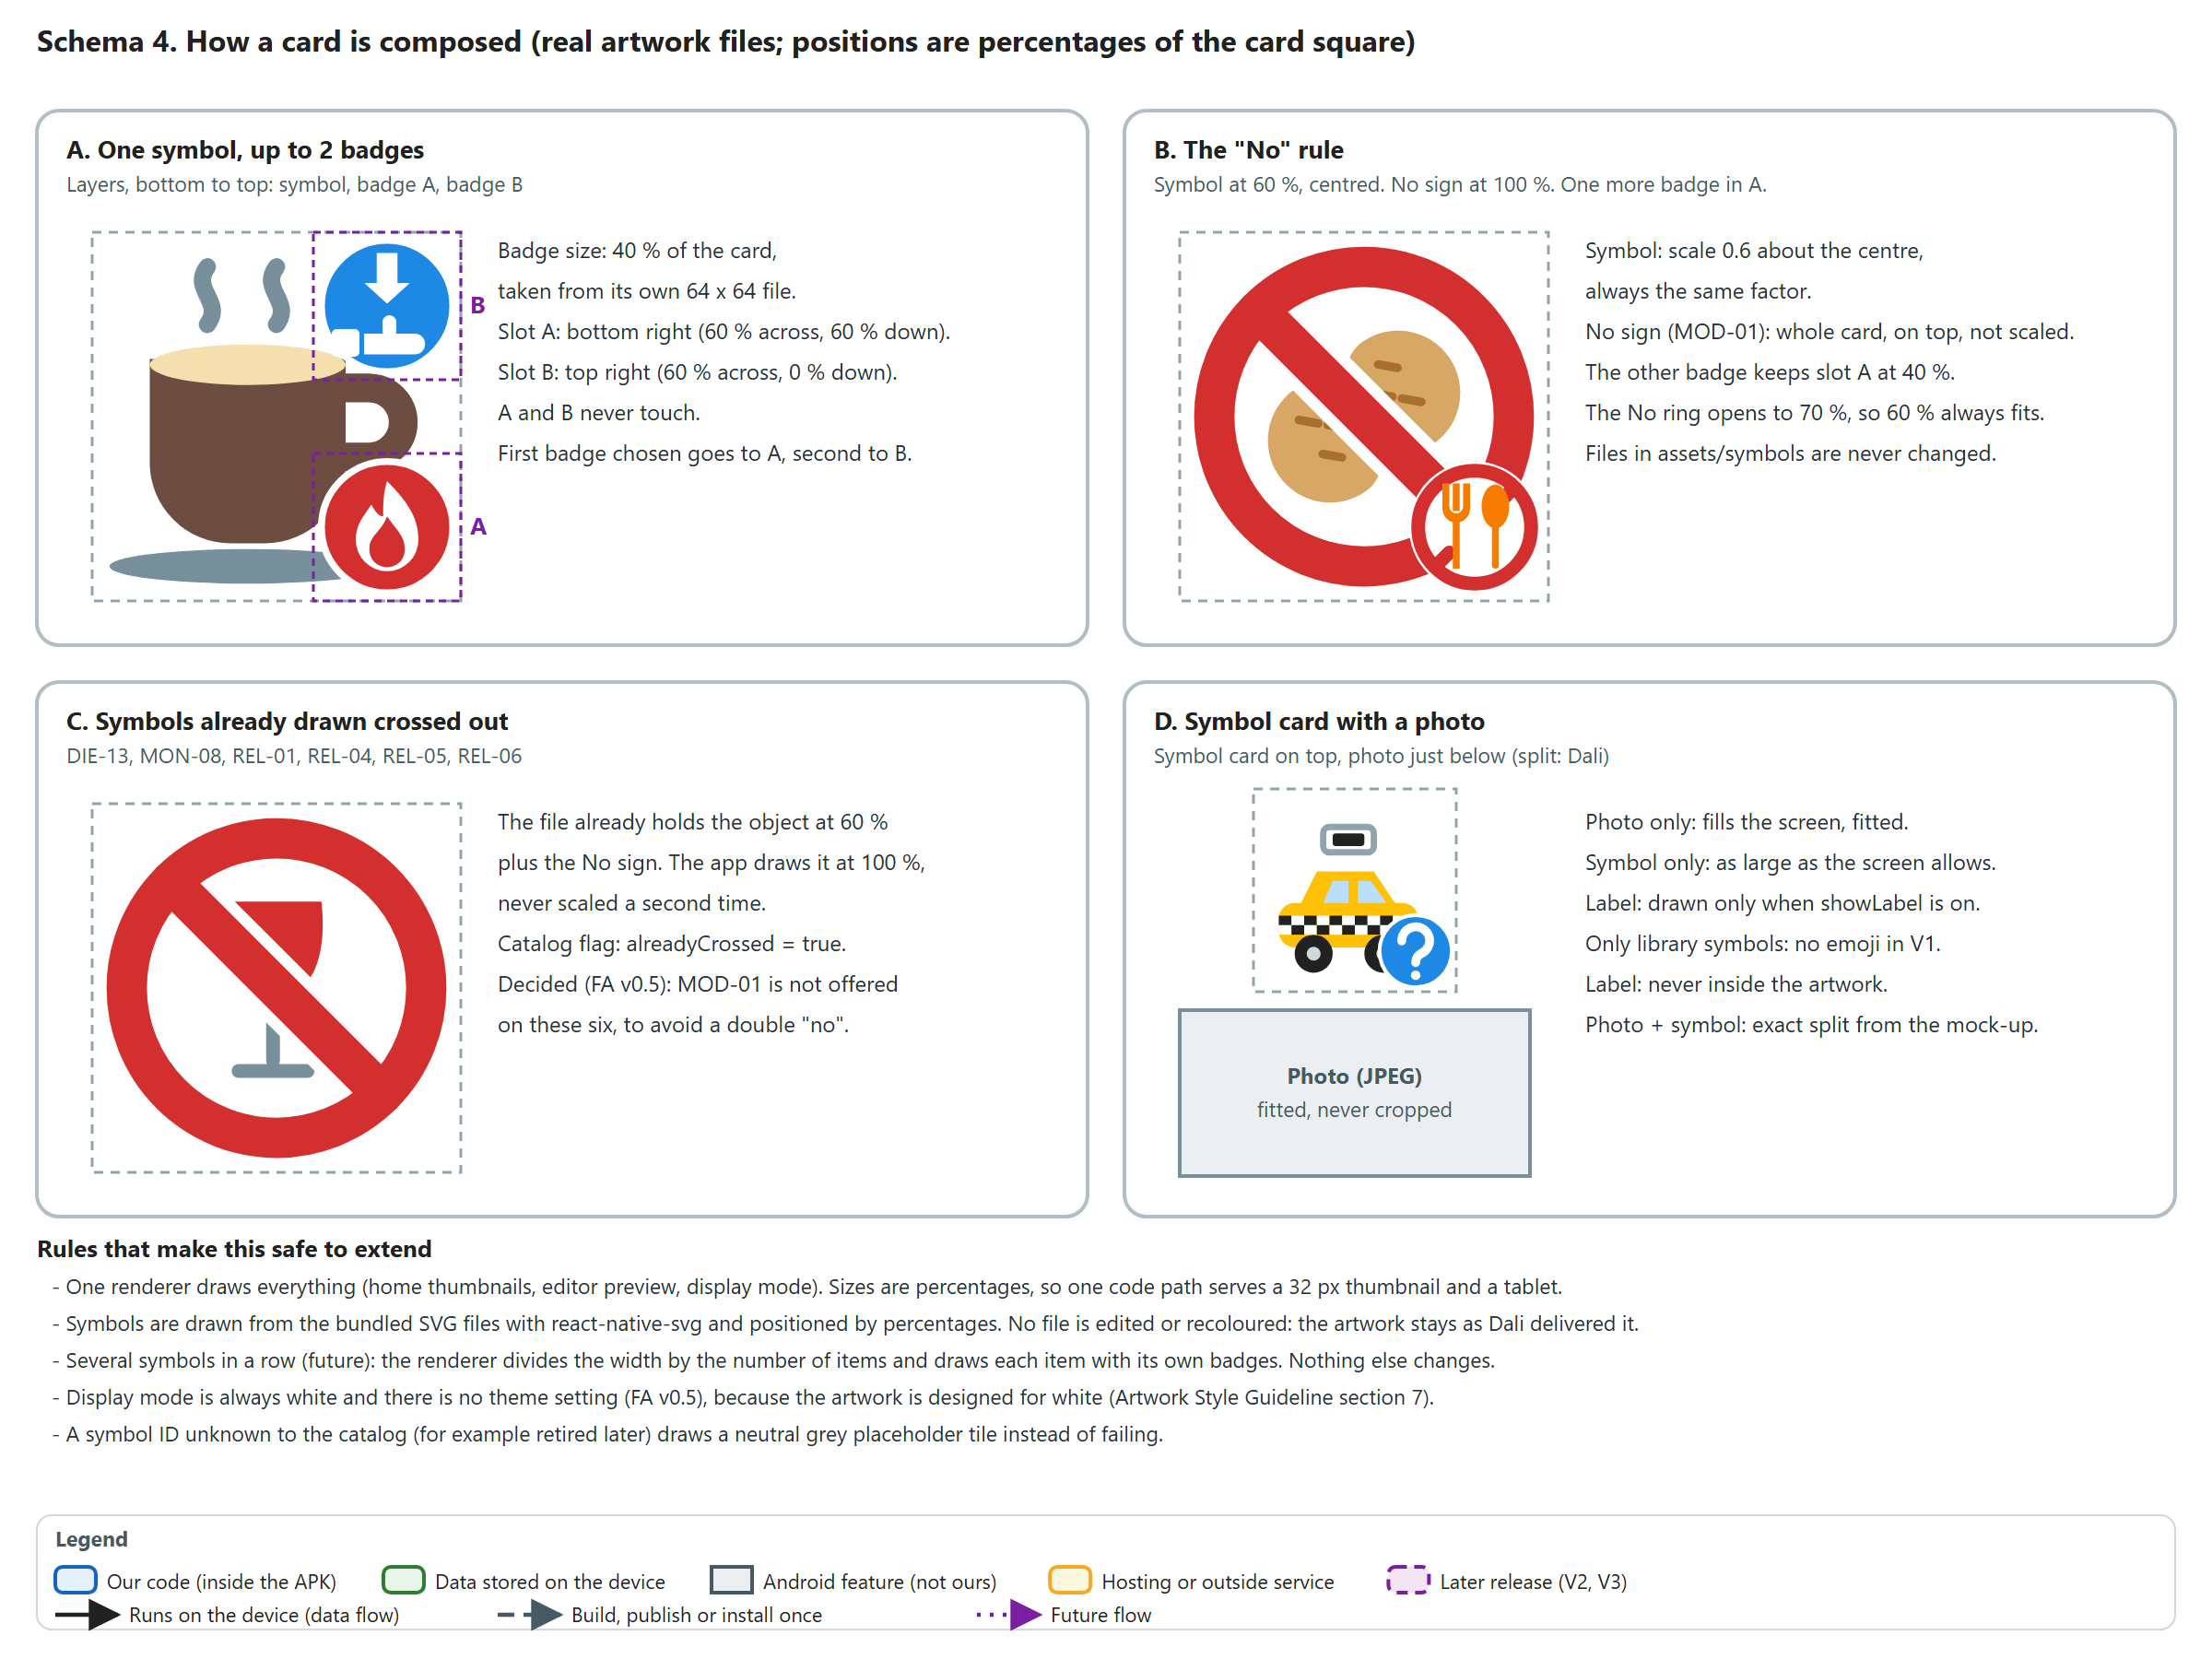 Schema 4. How a card is composed (real artwork files; positions are percentages of the card square)
A. One symbol, up to 2 badges
Layers, bottom to top: symbol, badge A, badge B
B
A
Badge size: 40 % of the card,
taken from its own 64 x 64 file.
Slot A: bottom right (60 % across, 60 % down).
Slot B: top right (60 % across, 0 % down).
A and B never touch.
First badge chosen goes to A, second to B.
B. The "No" rule
Symbol at 60 %, centred. No sign at 100 %. One more badge in A.
Symbol: scale 0.6 about the centre,
always the same factor.
No sign (MOD-01): whole card, on top, not scaled.
The other badge keeps slot A at 40 %.
The No ring opens to 70 %, so 60 % always fits.
Files in assets/symbols are never changed.
C. Symbols already drawn crossed out
DIE-13, MON-08, REL-01, REL-04, REL-05, REL-06
The file already holds the object at 60 %
plus the No sign. The app draws it at 100 %,
never scaled a second time.
Catalog flag: alreadyCrossed = true.
Decided (FA v0.5): MOD-01 is not offered
on these six, to avoid a double "no".
D. Symbol card with a photo
Symbol card on top, photo just below (split: Dali)
?
Photo (JPEG)
fitted, never cropped
Photo only: fills the screen, fitted.
Symbol only: as large as the screen allows.
Label: drawn only when showLabel is on.
Only library symbols: no emoji in V1.
Label: never inside the artwork.
Photo + symbol: exact split from the mock-up.
Rules that make this safe to extend
- One renderer draws everything (home thumbnails, editor preview, display mode). Sizes are percentages, so one code path serves a 32 px thumbnail and a tablet.
- Symbols are drawn from the bundled SVG files with react-native-svg and positioned by percentages. No file is edited or recoloured: the artwork stays as Dali delivered it.
- Several symbols in a row (future): the renderer divides the width by the number of items and draws each item with its own badges. Nothing else changes.
- Display mode is always white and there is no theme setting (FA v0.5), because the artwork is designed for white (Artwork Style Guideline section 7).
- A symbol ID unknown to the catalog (for example retired later) draws a neutral grey placeholder tile instead of failing.
Legend
Our code (inside the APK)
Data stored on the device
Android feature (not ours)
Hosting or outside service
Later release (V2, V3)
Runs on the device (data flow)
Build, publish or install once
Future flow